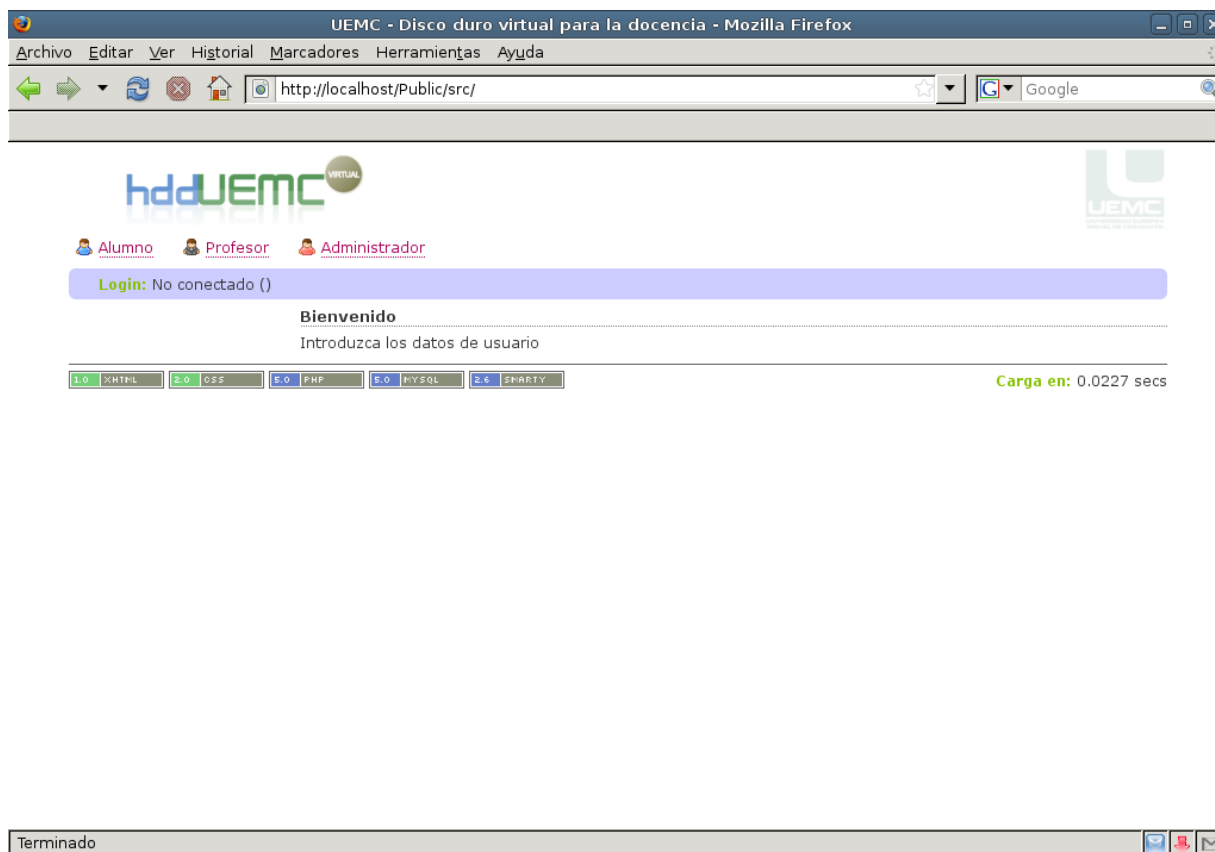 UEMC - Disco duro virtual para la docencia - Mozilla Firefox
Archivo Editar Ver Historial Marcadores Herramientas Ayuda
http://localhost/Public/src/ Google
hddUEMC VIRTUAL
UEMC
Alumno Profesor Administrador
Login: No conectado ()
Bienvenido
Introduzca los datos de usuario
1.0 XHTML 2.0 CSS 5.0 PHP 5.0 MYSQL 2.6 SMARTY Carga en: 0.0227 secs
Terminado